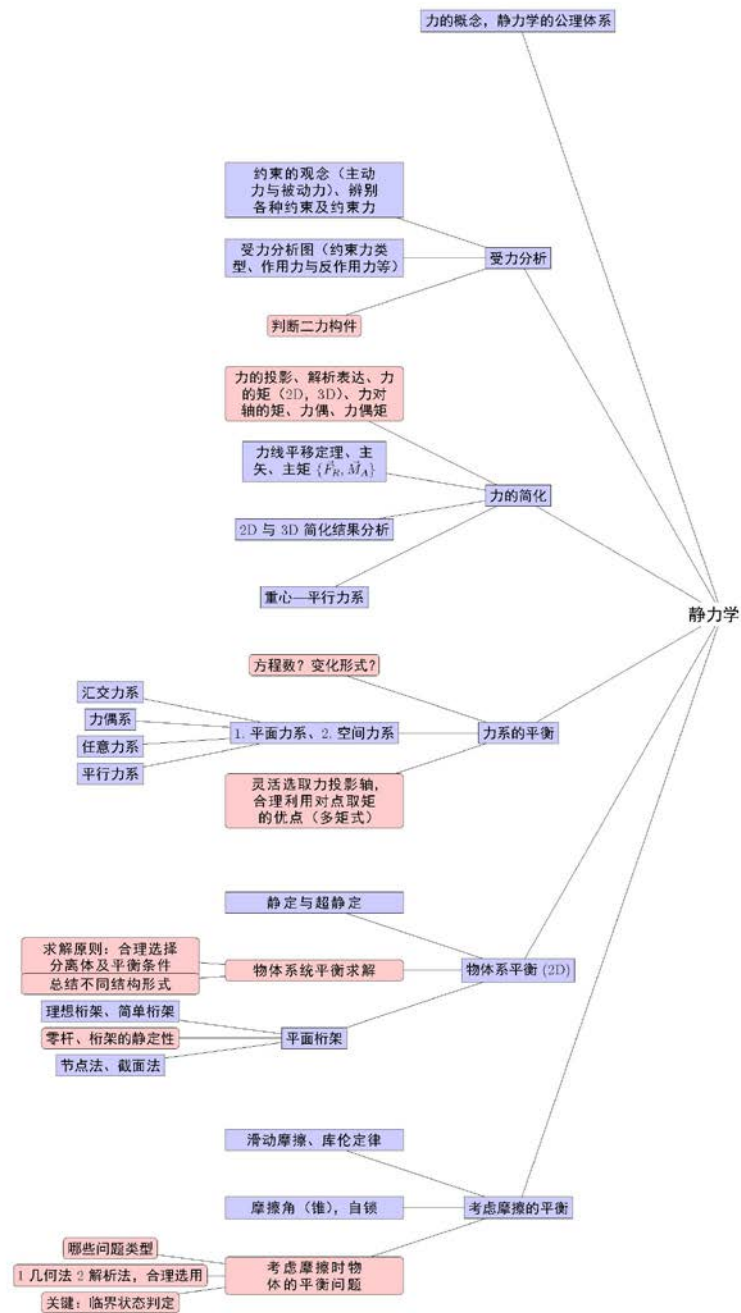 力的概念，静力学的公理体系
约束的观念（主动
力与被动力）、辨别
各种约束及约束力
受力分析图（约束力类
型、作用力与反作用力等）
受力分析
判断二力构件
力的投影、解析表达、力
的矩（2D，3D）、力对
轴的矩、力偶、力偶矩
力线平移定理、主
矢、主矩 {F⃗_R, M⃗_A}
力的简化
2D 与 3D 简化结果分析
重心—平行力系
静力学
方程数？变化形式？
汇交力系
力偶系
任意力系
平行力系
1. 平面力系、2. 空间力系
力系的平衡
灵活选取力投影轴，
合理利用对点取矩
的优点（多矩式）
静定与超静定
求解原则：合理选择
分离体及平衡条件
总结不同结构形式
物体系统平衡求解
物体系平衡 (2D)
理想桁架、简单桁架
零杆、桁架的静定性
节点法、截面法
平面桁架
滑动摩擦、库伦定律
摩擦角（锥），自锁
考虑摩擦的平衡
哪些问题类型
1 几何法 2 解析法，合理选用
关键：临界状态判定
考虑摩擦时物
体的平衡问题